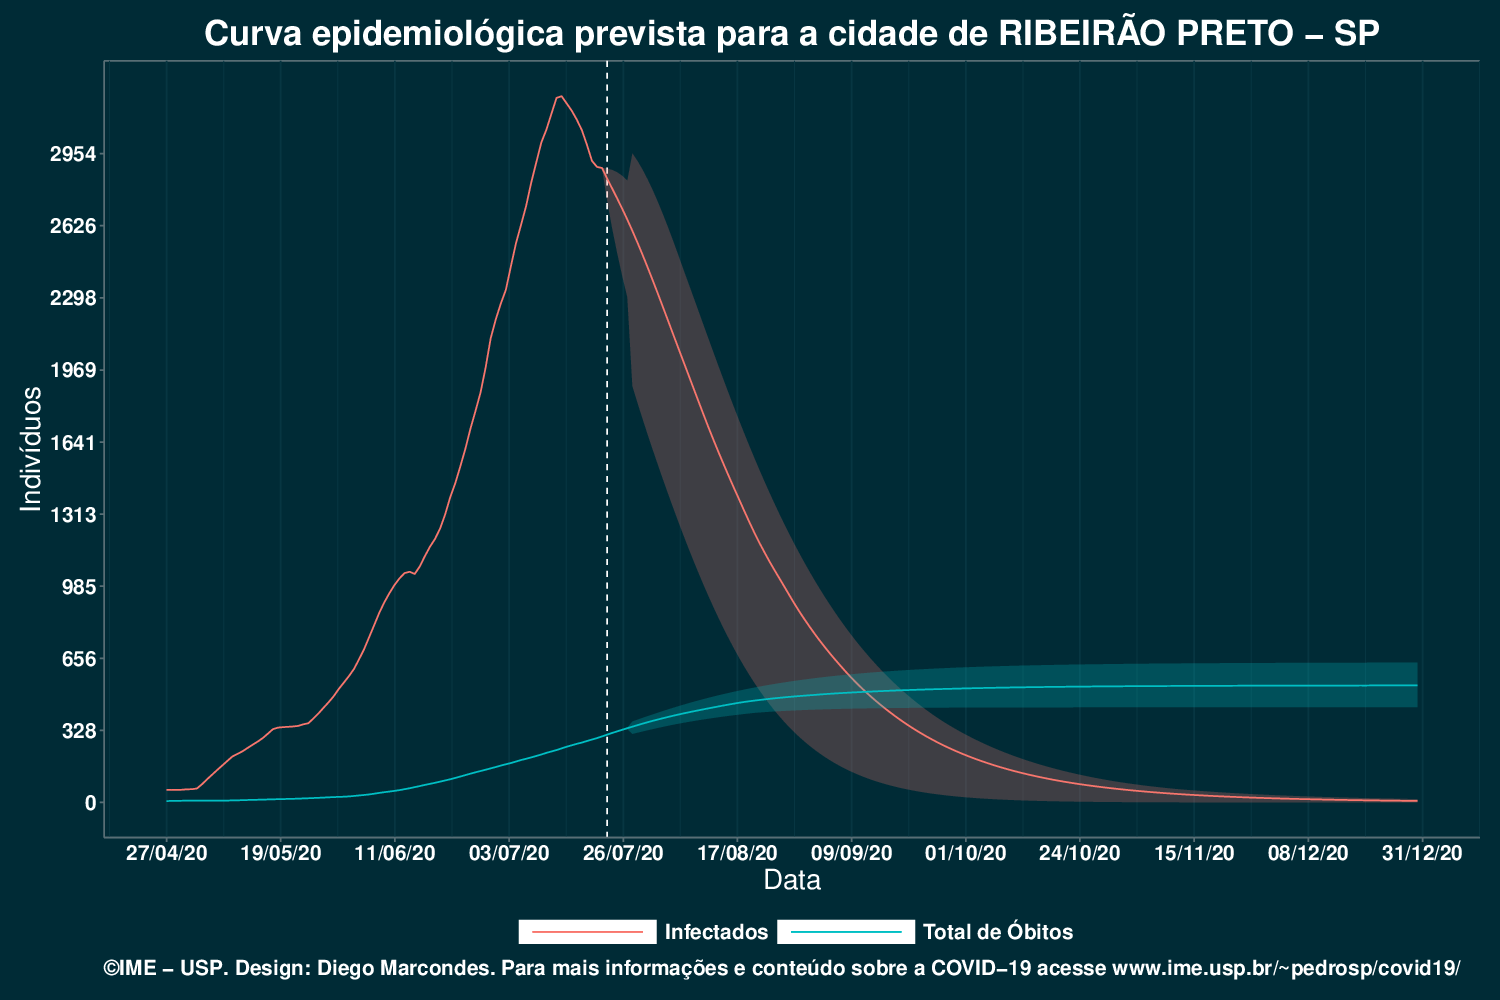 Curva epidemiológica prevista para a cidade de RIBEIRÃO PRETO – SP
Indivíduos
2954
2626
2298
1969
1641
1313
985
656
328
0
27/04/20 19/05/20 11/06/20 03/07/20 26/07/20 17/08/20 09/09/20 01/10/20 24/10/20 15/11/20 08/12/20 31/12/20
Data
Infectados Total de Óbitos
©IME – USP. Design: Diego Marcondes. Para mais informações e conteúdo sobre a COVID–19 acesse www.ime.usp.br/~pedrosp/covid19/